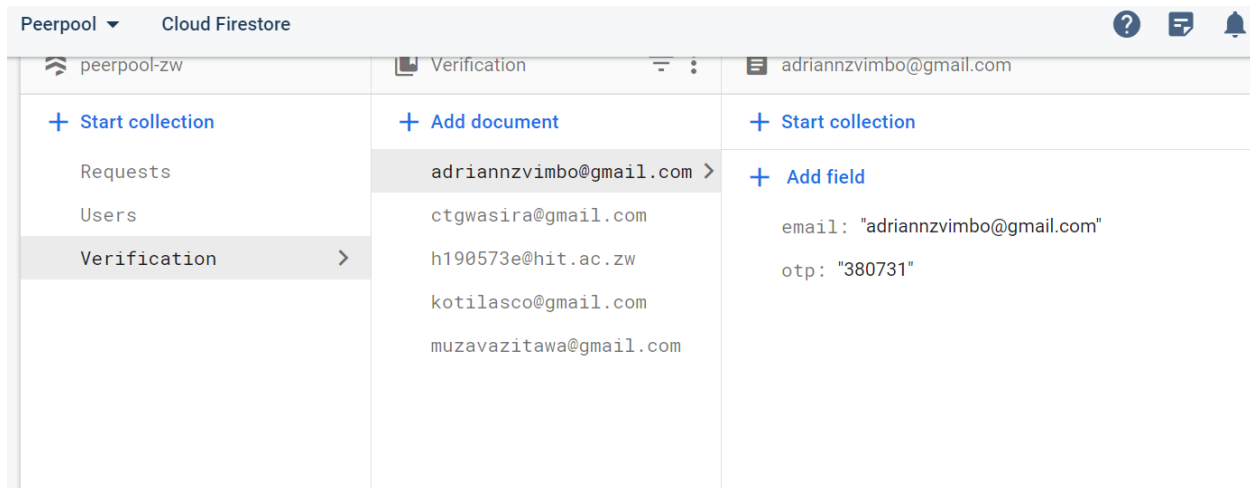 Peerpool Cloud Firestore
peerpool-zw
Verification
adriannzvimbo@gmail.com
Start collection
Requests
Users
Verification
Add document
adriannzvimbo@gmail.com
ctgwasira@gmail.com
h190573e@hit.ac.zw
kotilasco@gmail.com
muzavazitawa@gmail.com
Start collection
Add field
email: "adriannzvimbo@gmail.com"
otp: "380731"